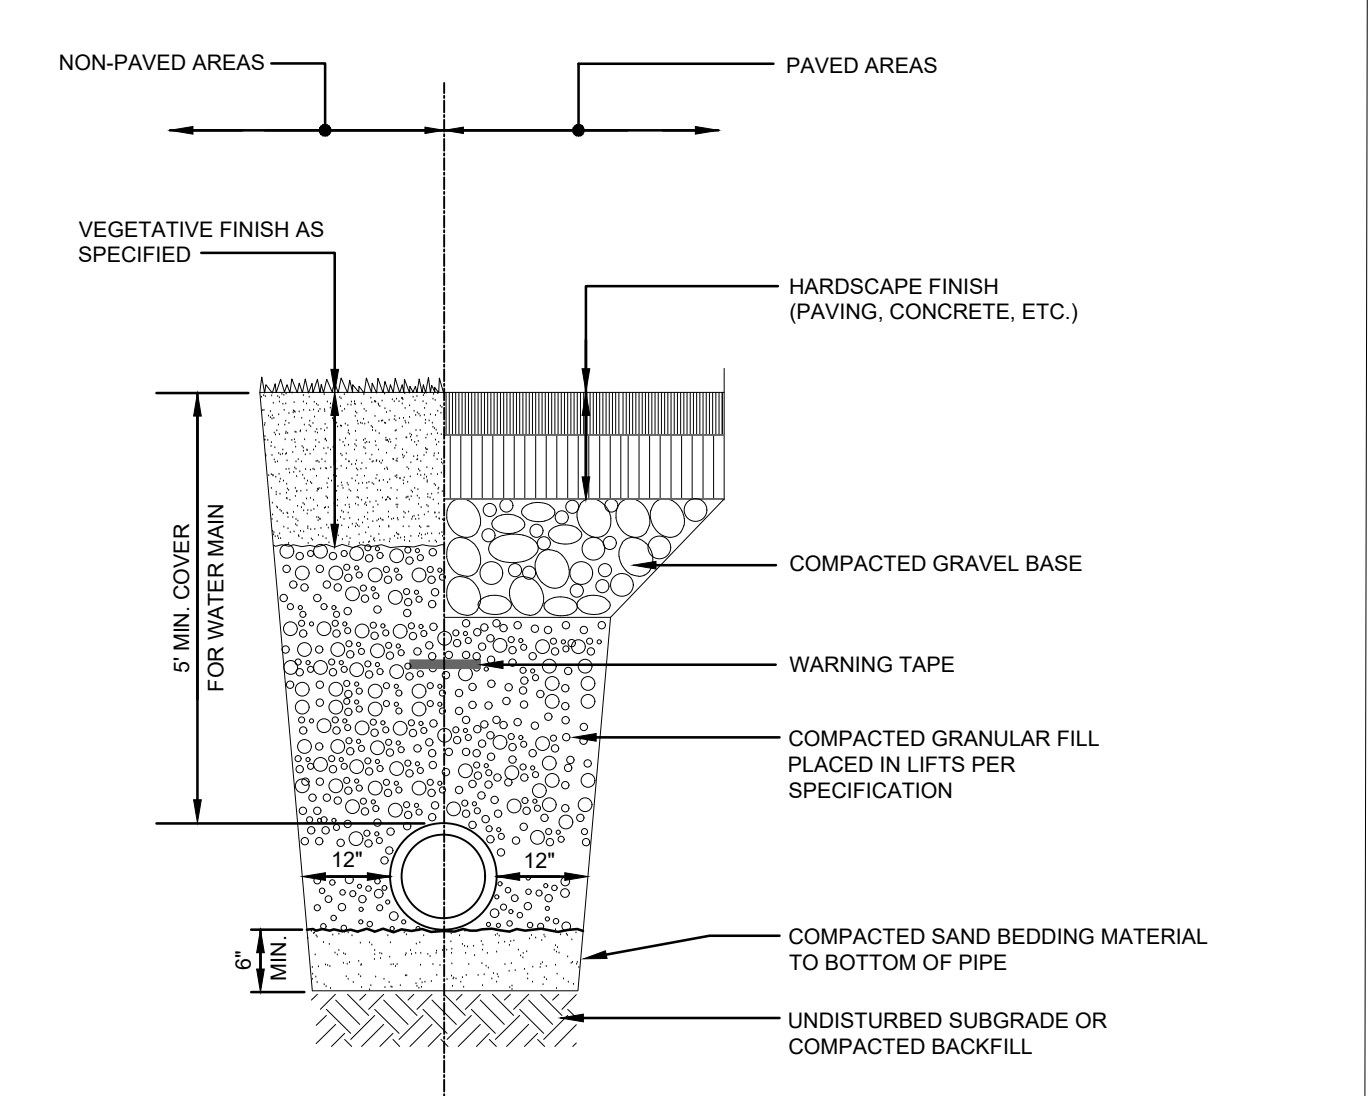 NON-PAVED AREAS
PAVED AREAS
VEGETATIVE FINISH AS
SPECIFIED
HARDSCAPE FINISH
(PAVING, CONCRETE, ETC.)
5' MIN. COVER
FOR WATER MAIN
COMPACTED GRAVEL BASE
WARNING TAPE
COMPACTED GRANULAR FILL
PLACED IN LIFTS PER
SPECIFICATION
12"
12"
6"
MIN.
COMPACTED SAND BEDDING MATERIAL
TO BOTTOM OF PIPE
UNDISTURBED SUBGRADE OR
COMPACTED BACKFILL